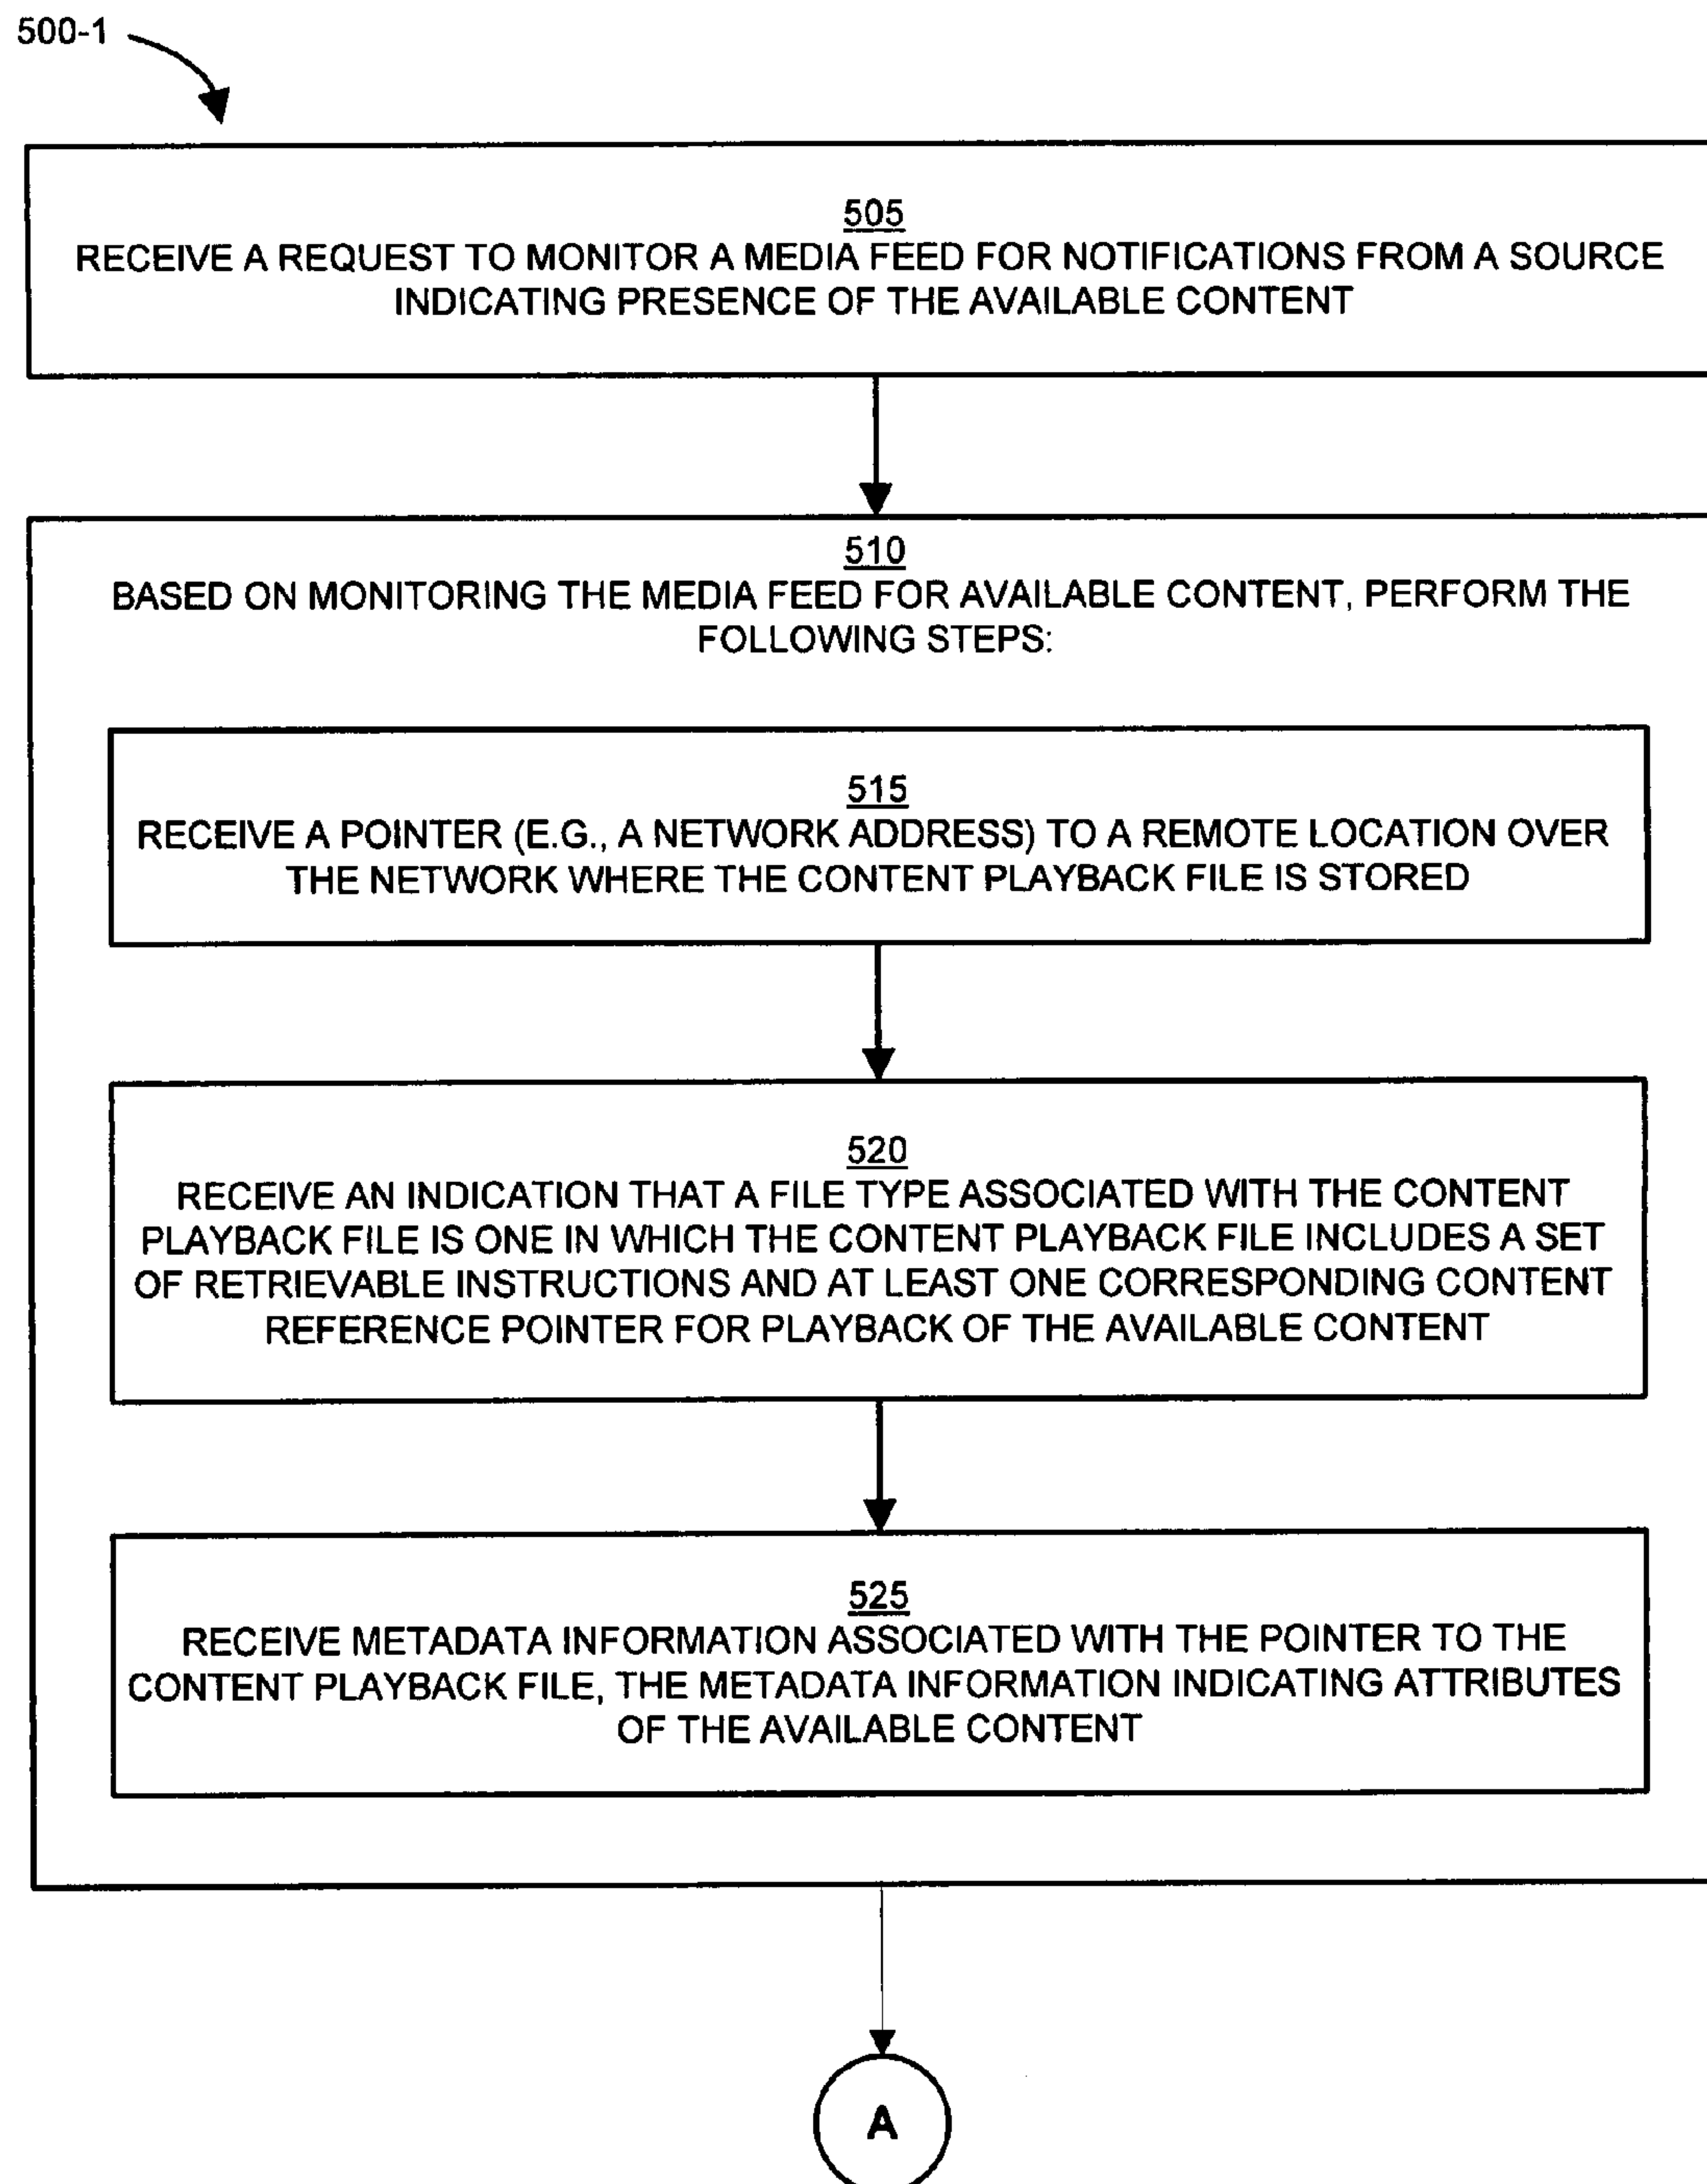 500-1
505
RECEIVE A REQUEST TO MONITOR A MEDIA FEED FOR NOTIFICATIONS FROM A SOURCE
INDICATING PRESENCE OF THE AVAILABLE CONTENT
510
BASED ON MONITORING THE MEDIA FEED FOR AVAILABLE CONTENT, PERFORM THE
FOLLOWING STEPS:
515
RECEIVE A POINTER (E.G., A NETWORK ADDRESS) TO A REMOTE LOCATION OVER
THE NETWORK WHERE THE CONTENT PLAYBACK FILE IS STORED
520
RECEIVE AN INDICATION THAT A FILE TYPE ASSOCIATED WITH THE CONTENT
PLAYBACK FILE IS ONE IN WHICH THE CONTENT PLAYBACK FILE INCLUDES A SET
OF RETRIEVABLE INSTRUCTIONS AND AT LEAST ONE CORRESPONDING CONTENT
REFERENCE POINTER FOR PLAYBACK OF THE AVAILABLE CONTENT
525
RECEIVE METADATA INFORMATION ASSOCIATED WITH THE POINTER TO THE
CONTENT PLAYBACK FILE, THE METADATA INFORMATION INDICATING ATTRIBUTES
OF THE AVAILABLE CONTENT
A